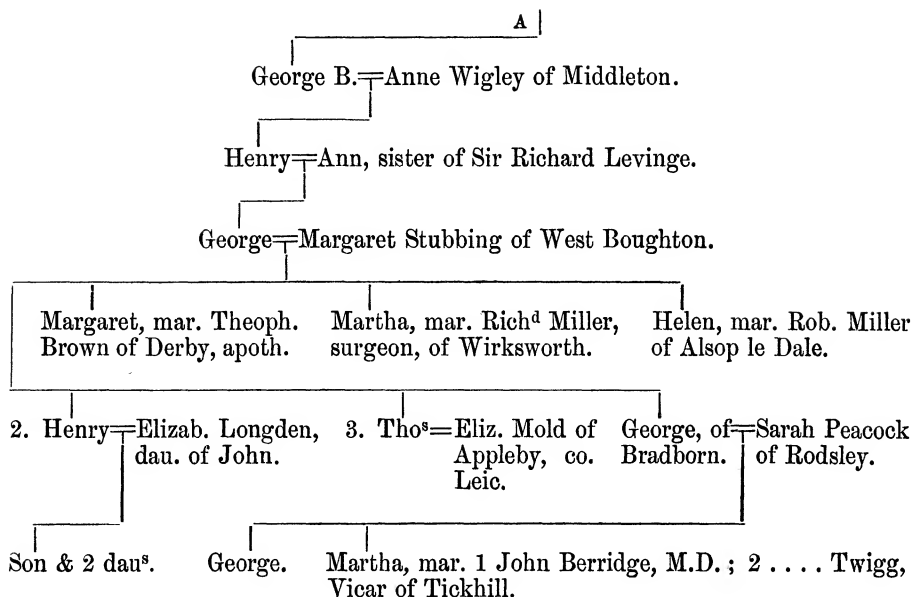 A
George B.=Anne Wigley of Middleton.
Henry=Ann, sister of Sir Richard Levinge.
George=Margaret Stubbing of West Boughton.
Margaret, mar. Theoph. Brown of Derby, apoth.
Martha, mar. Richᵈ Miller, surgeon, of Wirksworth.
Helen, mar. Rob. Miller of Alsop le Dale.
2. Henry=Elizab. Longden, dau. of John.
3. Thoˢ=Eliz. Mold of Appleby, co. Leic.
George, of Bradborn.=Sarah Peacock of Rodsley.
Son & 2 dauˢ.
George.
Martha, mar. 1 John Berridge, M.D. ; 2 . . . . Twigg, Vicar of Tickhill.